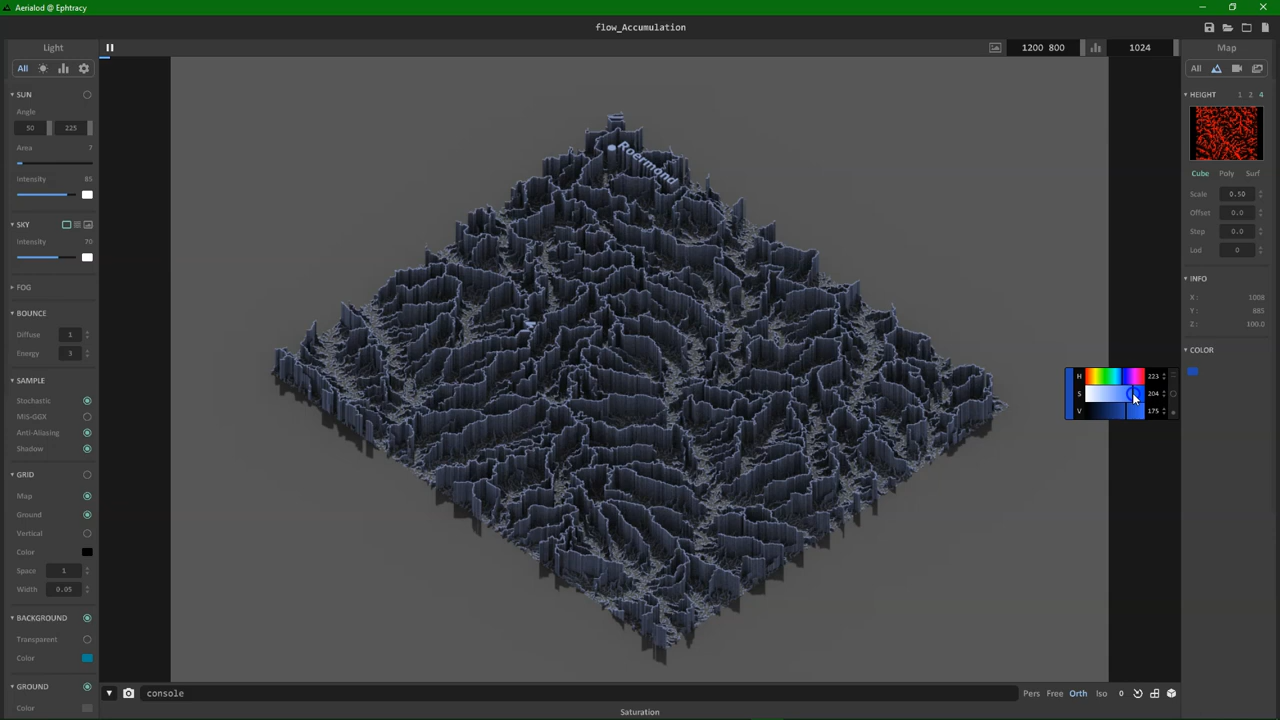 Aerialod @ Ephtracy
flow_Accumulation
Light
1200 800
1024
Map
All
All
SUN
Angle
50 225
Area 7
Intensity 85
SKY
Intensity 70
FOG
BOUNCE
Diffuse 1
Energy 3
SAMPLE
Stochastic
MIS-GGX
Anti-Aliasing
Shadow
GRID
Map
Ground
Vertical
Color
Space 1
Width 0.05
BACKGROUND
Transparent
Color
GROUND
Color
Roermond
HEIGHT 1 2 4
Cube Poly Surf
Scale 0.50
Offset 0.0
Step 0.0
Lod 0
INFO
X: 1008
Y: 885
Z: 100.0
COLOR
H 223
S 204
V 175
console
Pers Free Orth Iso 0
Saturation